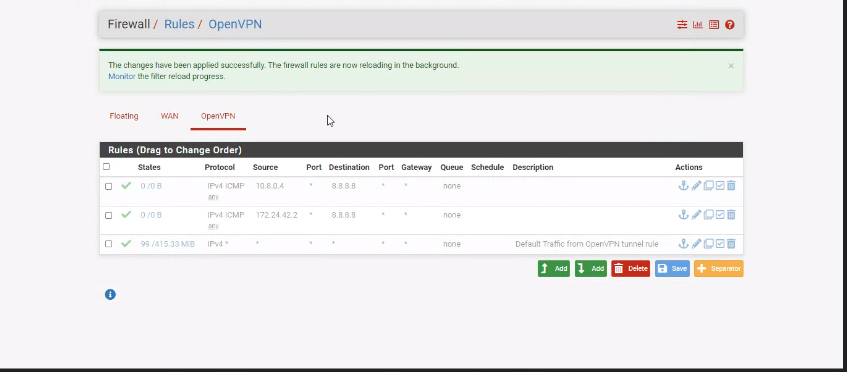 Firewall / Rules / OpenVPN
The changes have been applied successfully. The firewall rules are now reloading in the background.
Monitor the filter reload progress.
×
Floating WAN OpenVPN
Rules (Drag to Change Order)
States Protocol Source Port Destination Port Gateway Queue Schedule Description Actions
0 /0 B IPv4 ICMP 10.8.0.4 * 8.8.8.8 * * none
any
0 /0 B IPv4 ICMP 172.24.42.2 * 8.8.8.8 * * none
any
99 /415.33 MiB IPv4 * * * * * * none Default Traffic from OpenVPN tunnel rule
Add Add Delete Save Separator